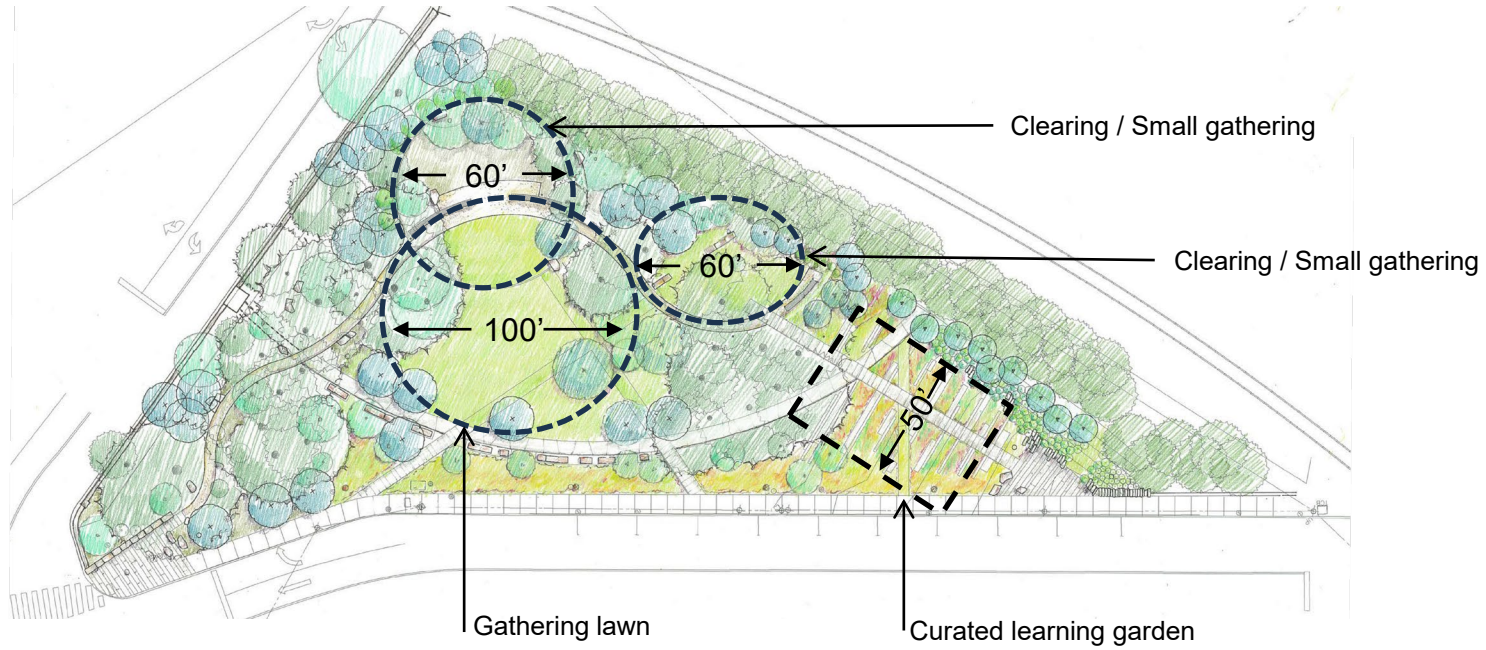 Clearing / Small gathering
60’
Clearing / Small gathering
60’
100’
50’
Gathering lawn
Curated learning garden